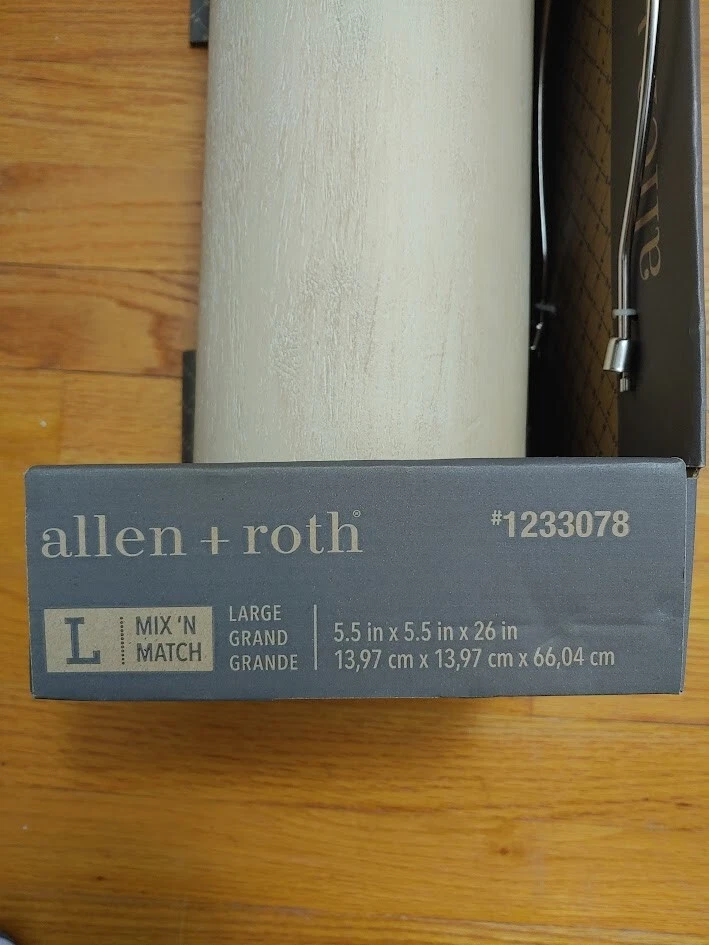 allen + roth®
#1233078
L
MIX 'N
MATCH
LARGE
GRAND
GRANDE
5.5 in x 5.5 in x 26 in
13,97 cm x 13,97 cm x 66,04 cm